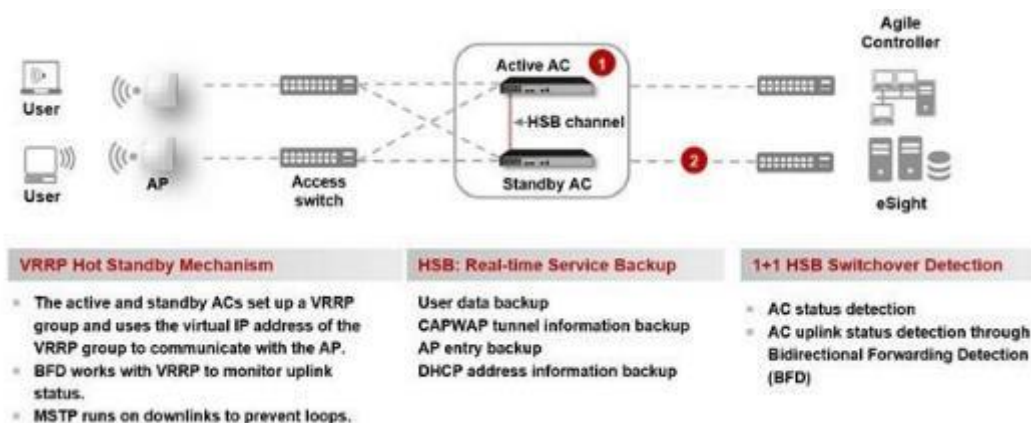 Agile
Controller
Active AC
1
User
HSB channel
2
User
AP
Access
switch
Standby AC
eSight
VRRP Hot Standby Mechanism
The active and standby ACs set up a VRRP
group and uses the virtual IP address of the
VRRP group to communicate with the AP.
BFD works with VRRP to monitor uplink
status.
MSTP runs on downlinks to prevent loops.
HSB: Real-time Service Backup
User data backup
CAPWAP tunnel information backup
AP entry backup
DHCP address information backup
1+1 HSB Switchover Detection
AC status detection
AC uplink status detection through
Bidirectional Forwarding Detection
(BFD)